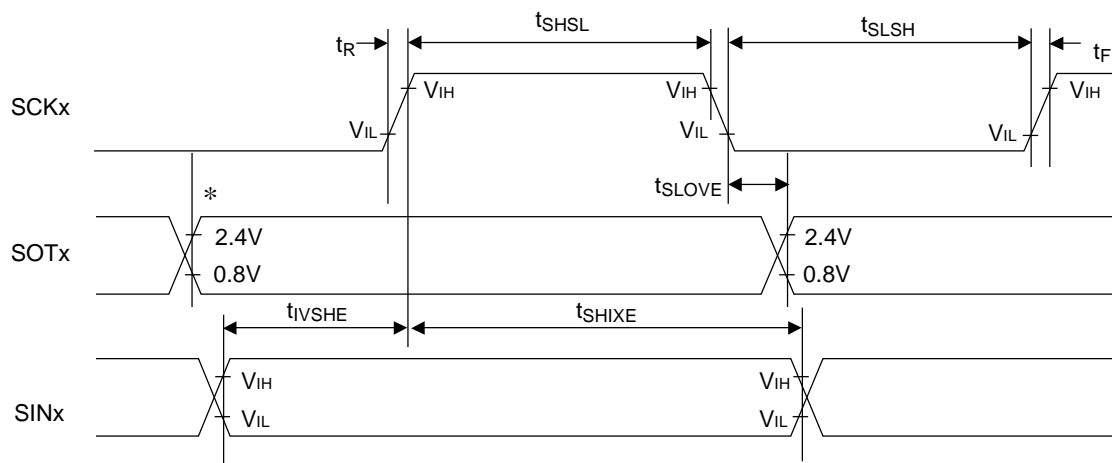 tR
tSHSL
tSLSH
tF
SCKx
VIH
VIH
VIH
VIL
VIL
VIL
*
tSLOVE
SOTx
2.4V
0.8V
2.4V
0.8V
tIVSHE
tSHIXE
SINx
VIH
VIL
VIH
VIL